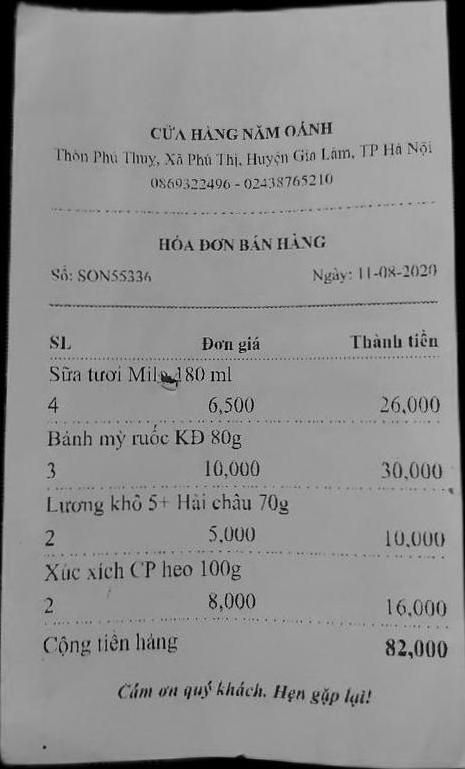 CỬA HÀNG NĂM OÁNH
Thôn Phú Thụy, Xã Phú Thị, Huyện Gia Lâm, TP Hà Nội
0869322496 - 02438765210
HÓA ĐƠN BÁN HÀNG
Số: SON55336 Ngày: 11-08-2020
SL Đơn giá Thành tiền
Sữa tươi Milo 180 ml
4 6,500 26,000
Bánh mỳ ruốc KĐ 80g
3 10,000 30,000
Lương khô 5+ Hải châu 70g
2 5,000 10,000
Xúc xích CP heo 100g
2 8,000 16,000
Cộng tiền hàng 82,000
Cám ơn quý khách. Hẹn gặp lại!